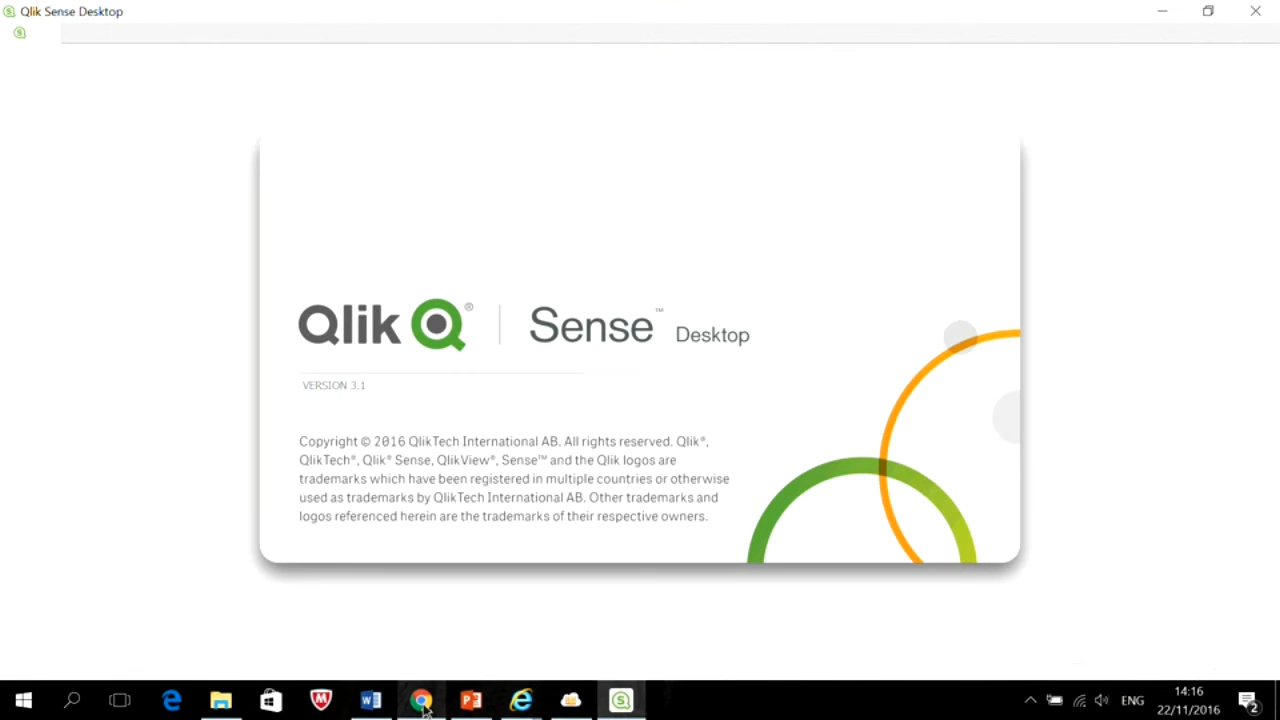 Qlik Sense Desktop
Qlik ® Sense ™ Desktop
VERSION 3.1
Copyright © 2016 QlikTech International AB. All rights reserved. Qlik®,
QlikTech®, Qlik® Sense, QlikView®, Sense™ and the Qlik logos are
trademarks which have been registered in multiple countries or otherwise
used as trademarks by QlikTech International AB. Other trademarks and
logos referenced herein are the trademarks of their respective owners.
ENG
14:16
22/11/2016
2